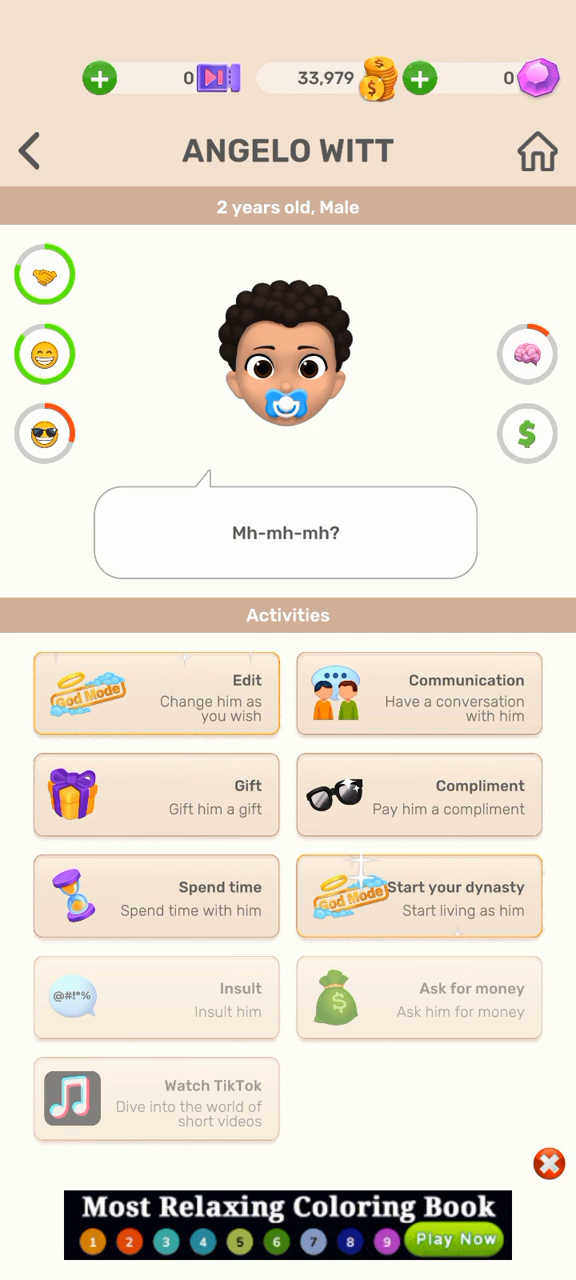 0
33,979
0
ANGELO WITT
2 years old, Male
Mh-mh-mh?
Activities
God Mode
Edit
Change him as
you wish
Communication
Have a conversation
with him
Gift
Gift him a gift
Compliment
Pay him a compliment
Spend time
Spend time with him
God Mode
Start your dynasty
Start living as him
@#!*%
Insult
Insult him
Ask for money
Ask him for money
Watch TikTok
Dive into the world of
short videos
Most Relaxing Coloring Book
1 2 3 4 5 6 7 8 9 Play Now